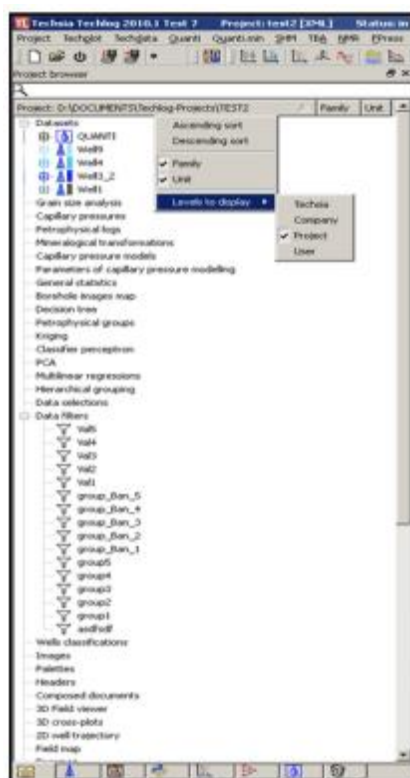 Techsia Techlog 2010.1 Test 7 Project: test2 [XML] Status: in
Project Techplot Techdata Quanti Quanti.min SHM TBA NMR IPress
Project browser
Project: D:\DOCUMENTS\Techlog-Projects\TEST2 Family Unit
Ascending sort
Descending sort
Family
Unit
Levels to display
Techsia
Company
Project
User
Datasets
QUANTI
Well9
Well4
Well3_2
Well1
Grain size analysis
Capillary pressures
Petrophysical logs
Mineralogical transformations
Capillary pressure models
Parameters of capillary pressure modelling
General statistics
Borehole images map
Decision tree
Petrophysical groups
Kriging
Classifier perceptron
PCA
Multilinear regressions
Hierarchical grouping
Data selections
Data filters
Val5
Val4
Val3
Val2
Val1
group_Ban_5
group_Ban_4
group_Ban_3
group_Ban_2
group_Ban_1
group5
group4
group3
group2
group1
asdfsdf
Wells classifications
Images
Palettes
Headers
Composed documents
3D Field viewer
3D cross-plots
2D well trajectory
Field map